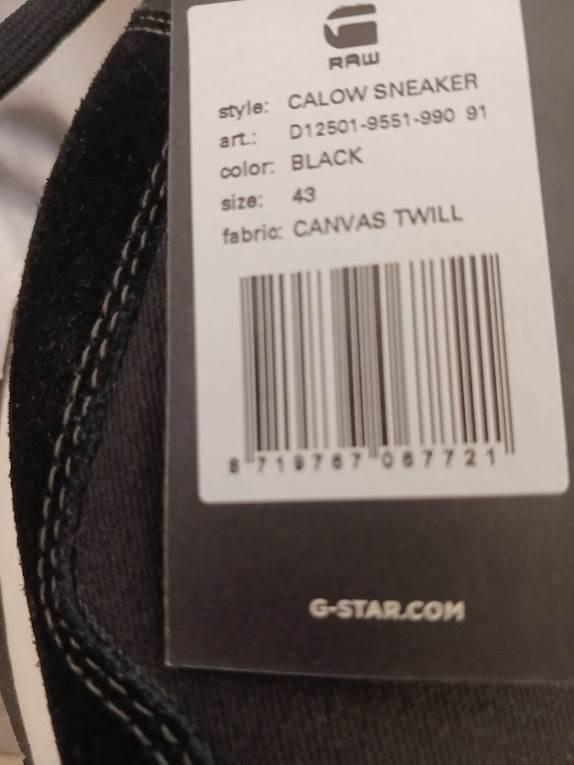 RAW
style: CALOW SNEAKER
art.: D12501-9551-990 91
color: BLACK
size: 43
fabric: CANVAS TWILL
8 719767 067721
G-STAR.COM